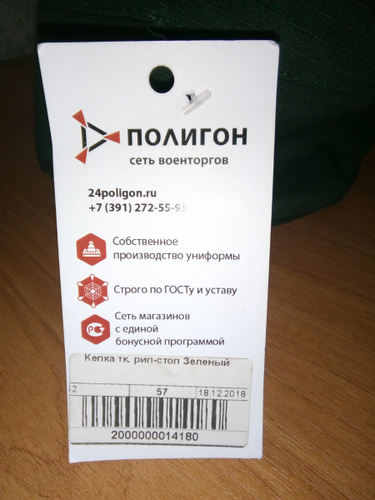 ПОЛИГОН
сеть военторгов
24poligon.ru
+7 (391) 272-55-95
Собственное
производство униформы
Строго по ГОСТу и уставу
Сеть магазинов
с единой
бонусной программой
Кепка тк. рип-стоп Зеленый
57 18.12.2018
2000000014180